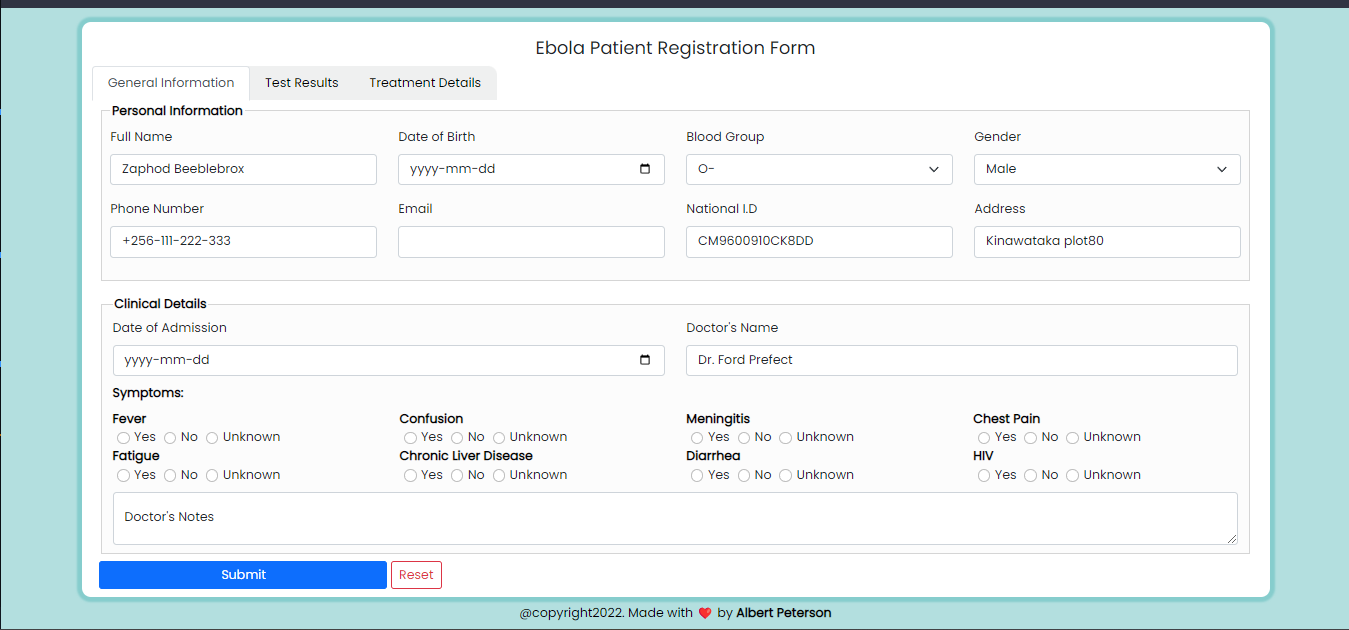 Ebola Patient Registration Form
General Information Test Results Treatment Details
Personal Information
Full Name Date of Birth Blood Group Gender
Zaphod Beeblebrox yyyy-mm-dd O- Male
Phone Number Email National I.D Address
+256-111-222-333 CM9600910CK8DD Kinawataka plot80
Clinical Details
Date of Admission Doctor's Name
yyyy-mm-dd Dr. Ford Prefect
Symptoms:
Fever Confusion Meningitis Chest Pain
Yes No Unknown Yes No Unknown Yes No Unknown Yes No Unknown
Fatigue Chronic Liver Disease Diarrhea HIV
Yes No Unknown Yes No Unknown Yes No Unknown Yes No Unknown
Doctor's Notes
Submit Reset
@copyright2022. Made with ❤️ by Albert Peterson